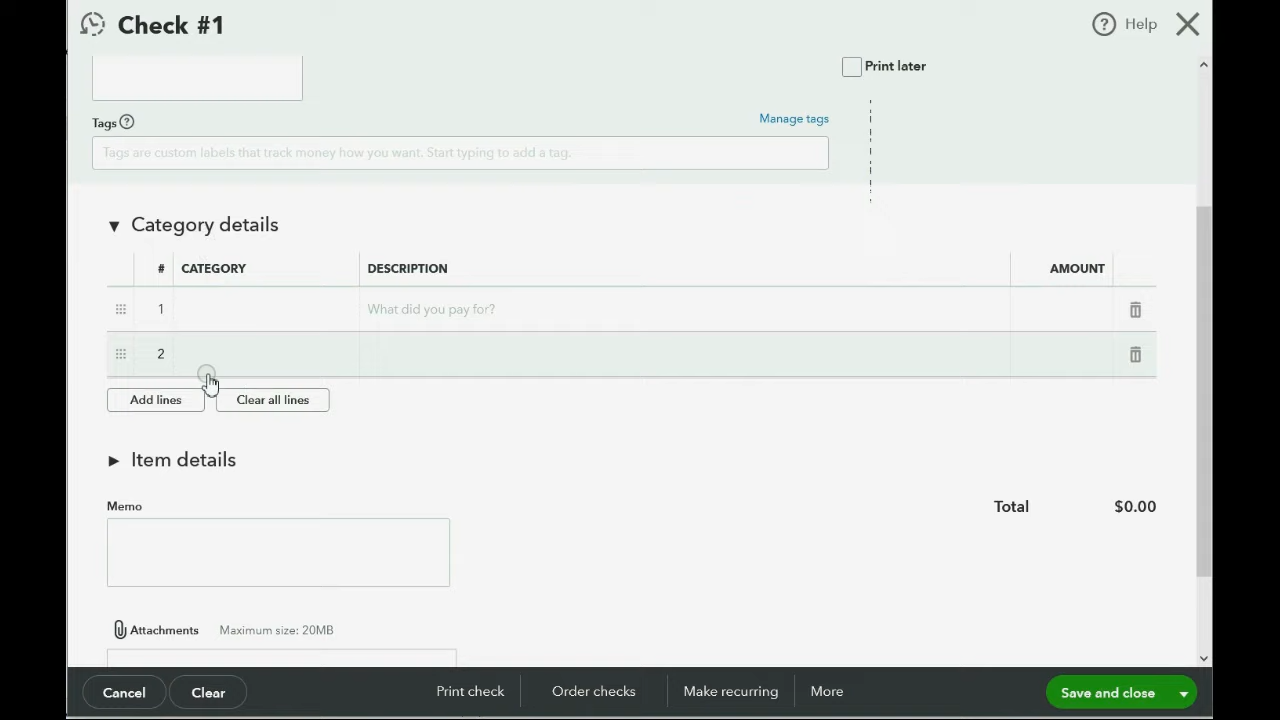 Check #1
Help
Print later
Tags
Manage tags
Tags are custom labels that track money how you want. Start typing to add a tag.
Category details
# CATEGORY DESCRIPTION AMOUNT
1 What did you pay for?
2
Add lines Clear all lines
Item details
Memo Total $0.00
Attachments Maximum size: 20MB
Cancel Clear Print check Order checks Make recurring More Save and close